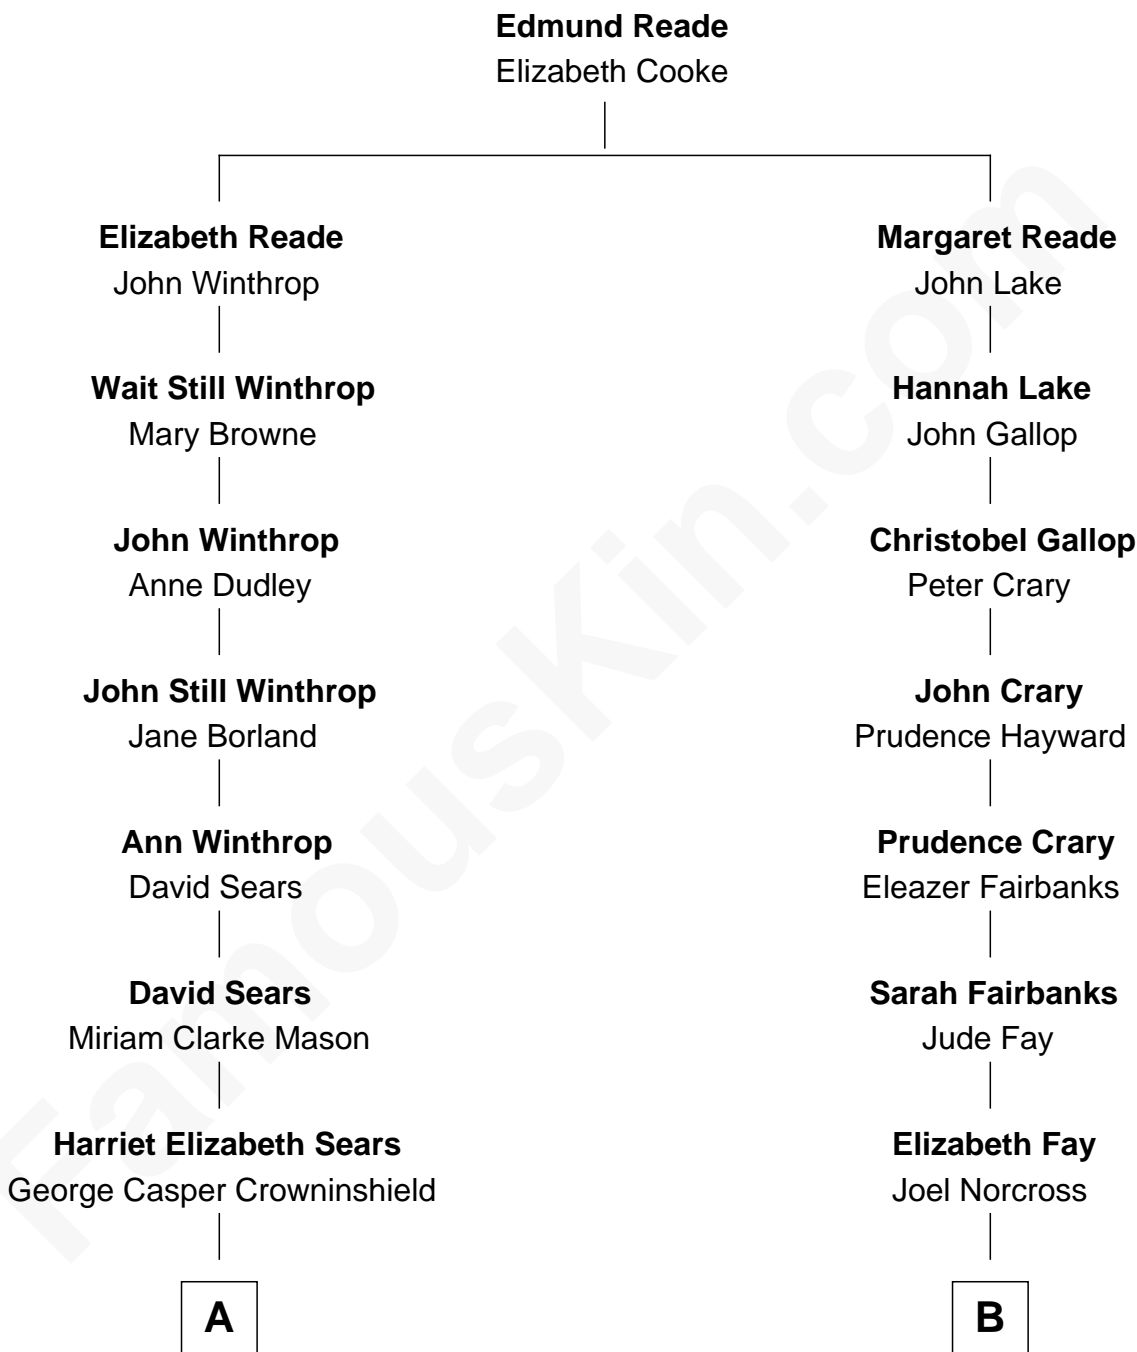 Edmund Reade
Elizabeth Cooke
Elizabeth Reade
John Winthrop
Margaret Reade
John Lake
Wait Still Winthrop
Mary Browne
Hannah Lake
John Gallop
John Winthrop
Anne Dudley
Christobel Gallop
Peter Crary
John Still Winthrop
Jane Borland
John Crary
Prudence Hayward
Ann Winthrop
David Sears
Prudence Crary
Eleazer Fairbanks
David Sears
Miriam Clarke Mason
Sarah Fairbanks
Jude Fay
Harriet Elizabeth Sears
George Casper Crowninshield
Elizabeth Fay
Joel Norcross
A
B
FamousKin.com